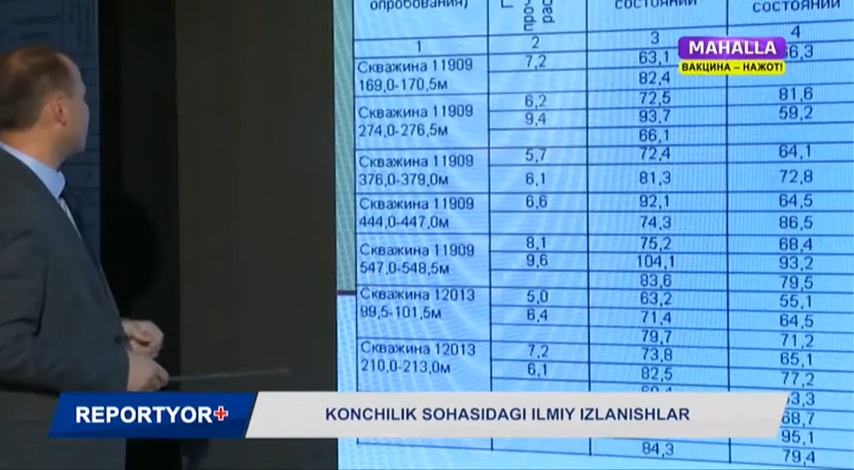 опробования)
состоянии
состоянии
1 2 3 4
MAHALLA
ВАКЦИНА – НАЖОТ!
Скважина 11909 7,2 63,1
169,0-170,5м 82,4
Скважина 11909 6,2 72,5 81,6
274,0-276,5м 9,4 93,7 59,2
66,1
Скважина 11909 5,7 72,4 64,1
376,0-379,0м 6,1 81,3 72,8
Скважина 11909 6,6 92,1 64,5
444,0-447,0м 74,3 86,5
Скважина 11909 8,1 75,2 68,4
547,0-548,5м 9,6 104,1 93,2
83,6 79,5
Скважина 12013 5,0 63,2 55,1
99,5-101,5м 6,4 71,4 64,5
79,7 71,2
Скважина 12013 7,2 73,8 65,1
210,0-213,0м 6,1 82,5 77,2
REPORTYOR+
KONCHILIK SOHASIDAGI ILMIY IZLANISHLAR
68,7
95,1
84,3 79,4